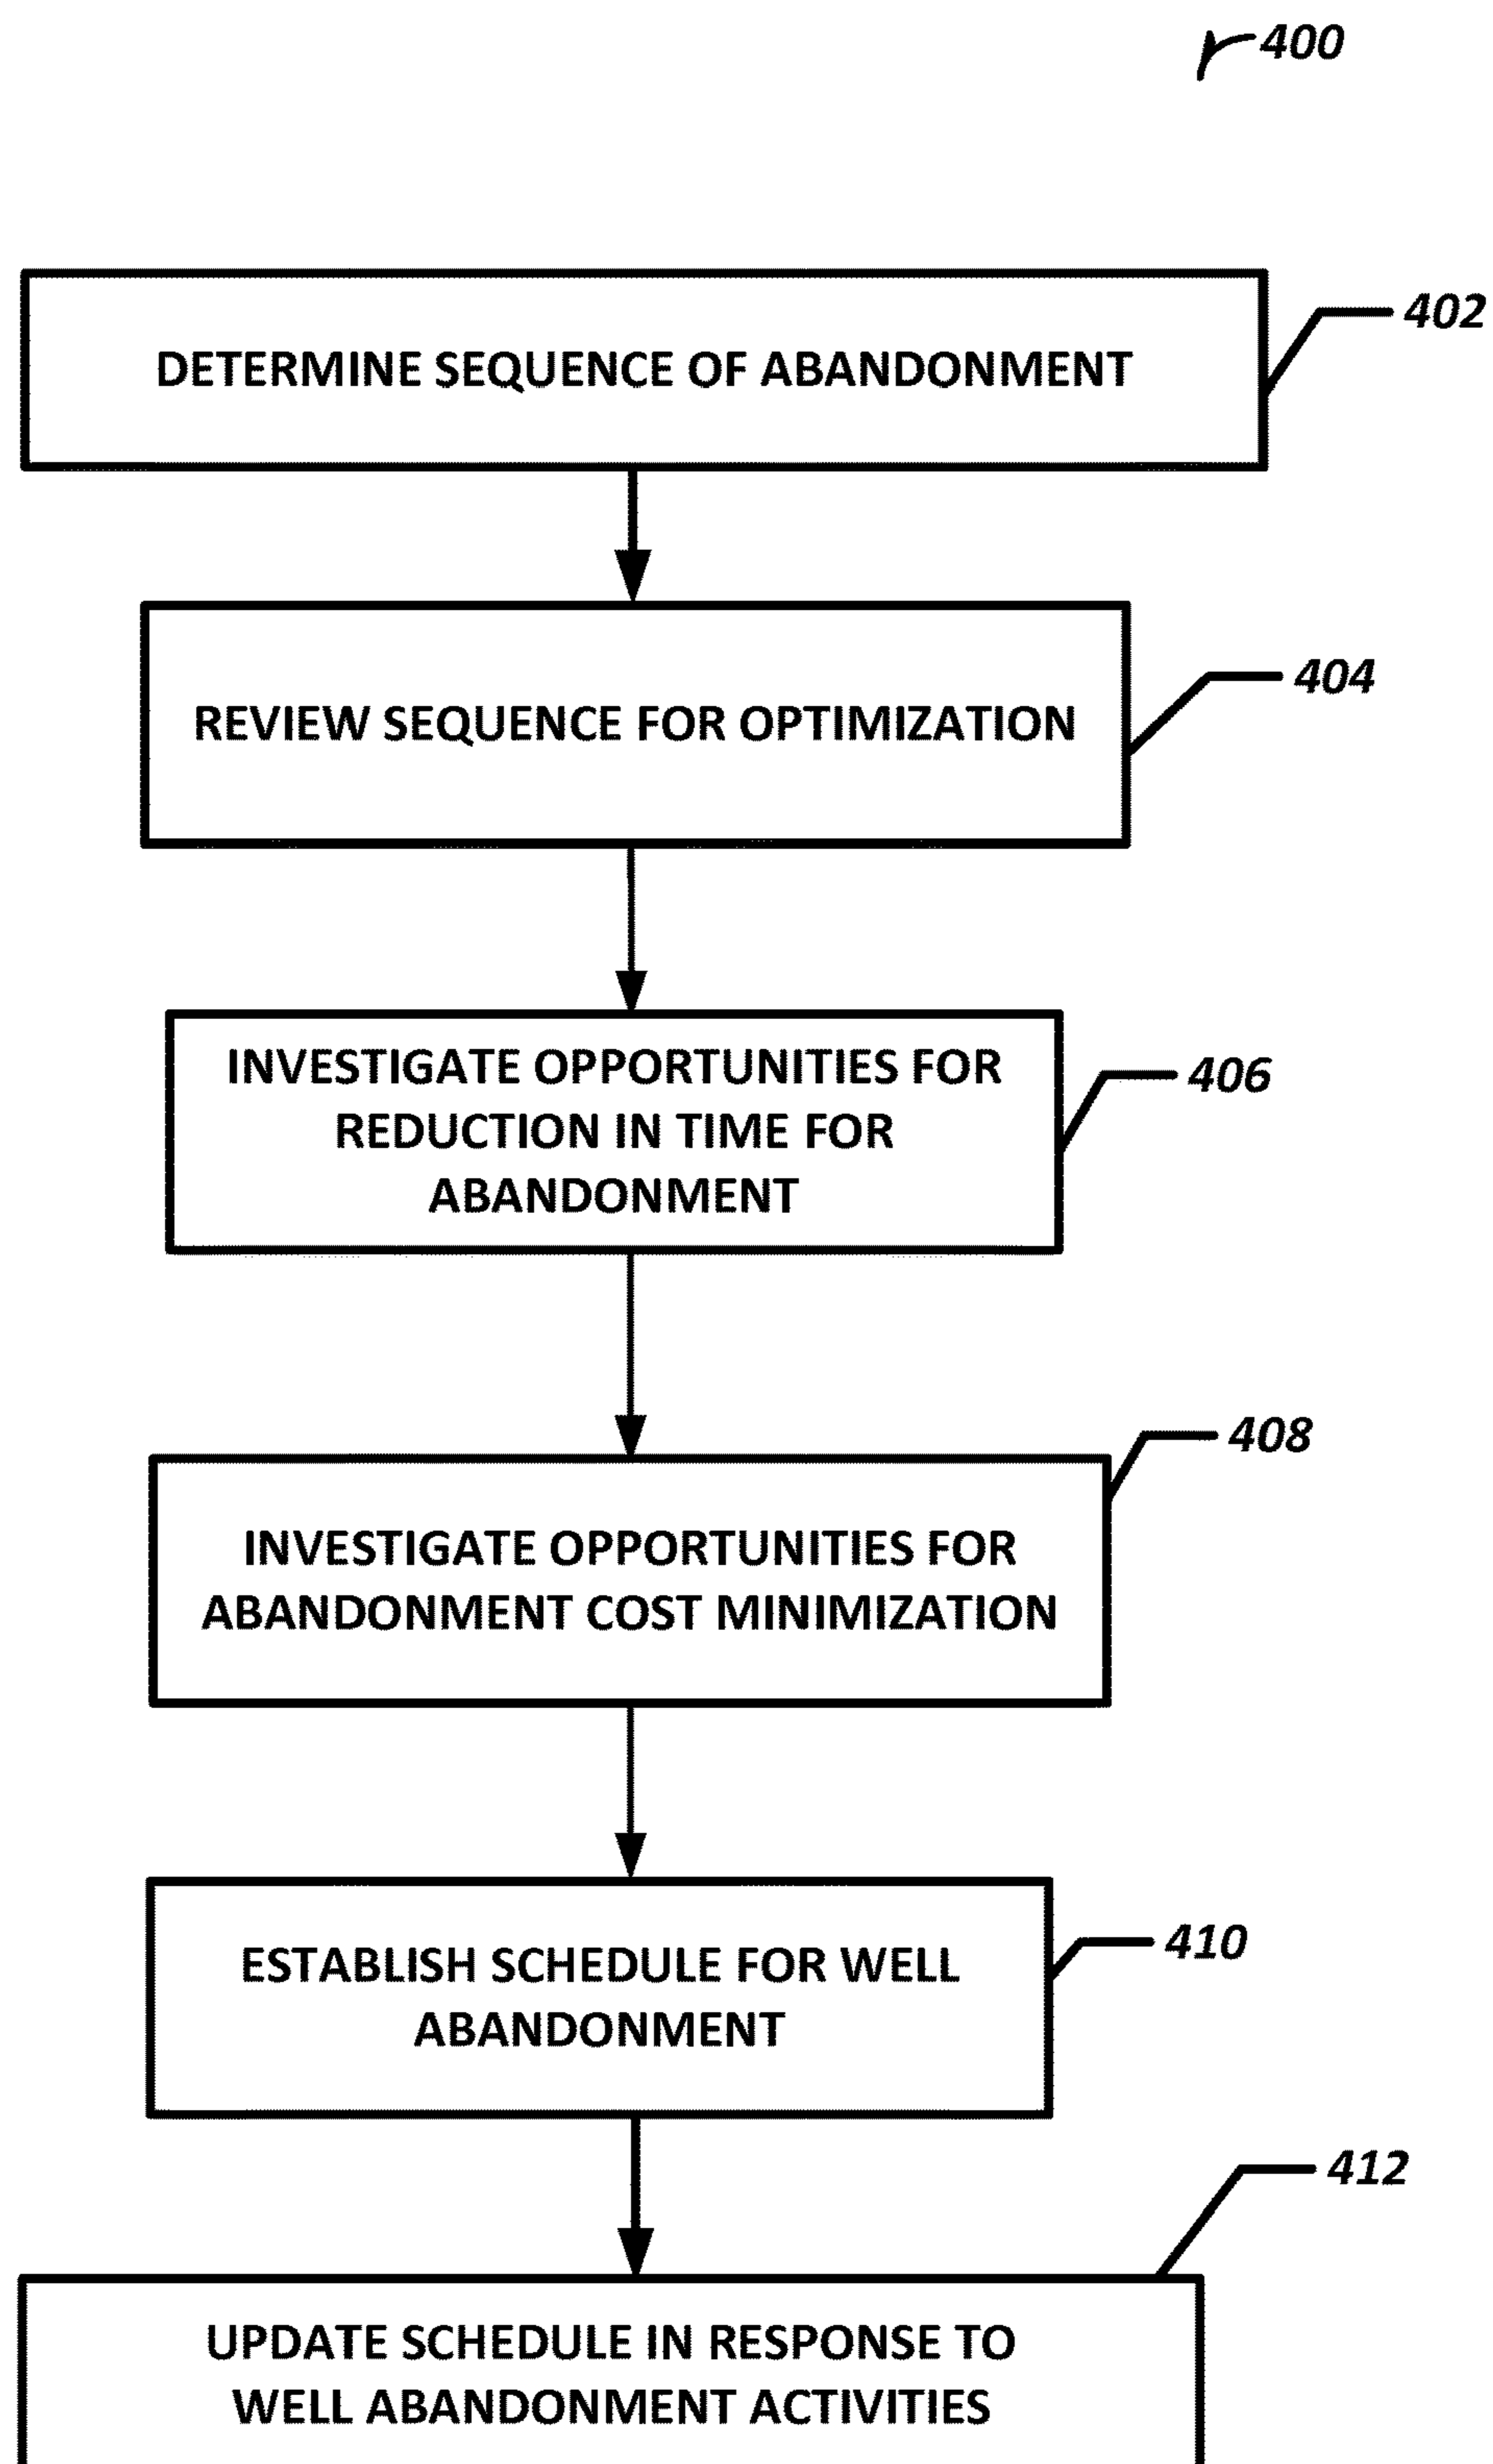 400
DETERMINE SEQUENCE OF ABANDONMENT
402
REVIEW SEQUENCE FOR OPTIMIZATION
404
INVESTIGATE OPPORTUNITIES FOR
REDUCTION IN TIME FOR
ABANDONMENT
406
INVESTIGATE OPPORTUNITIES FOR
ABANDONMENT COST MINIMIZATION
408
ESTABLISH SCHEDULE FOR WELL
ABANDONMENT
410
UPDATE SCHEDULE IN RESPONSE TO
WELL ABANDONMENT ACTIVITIES
412